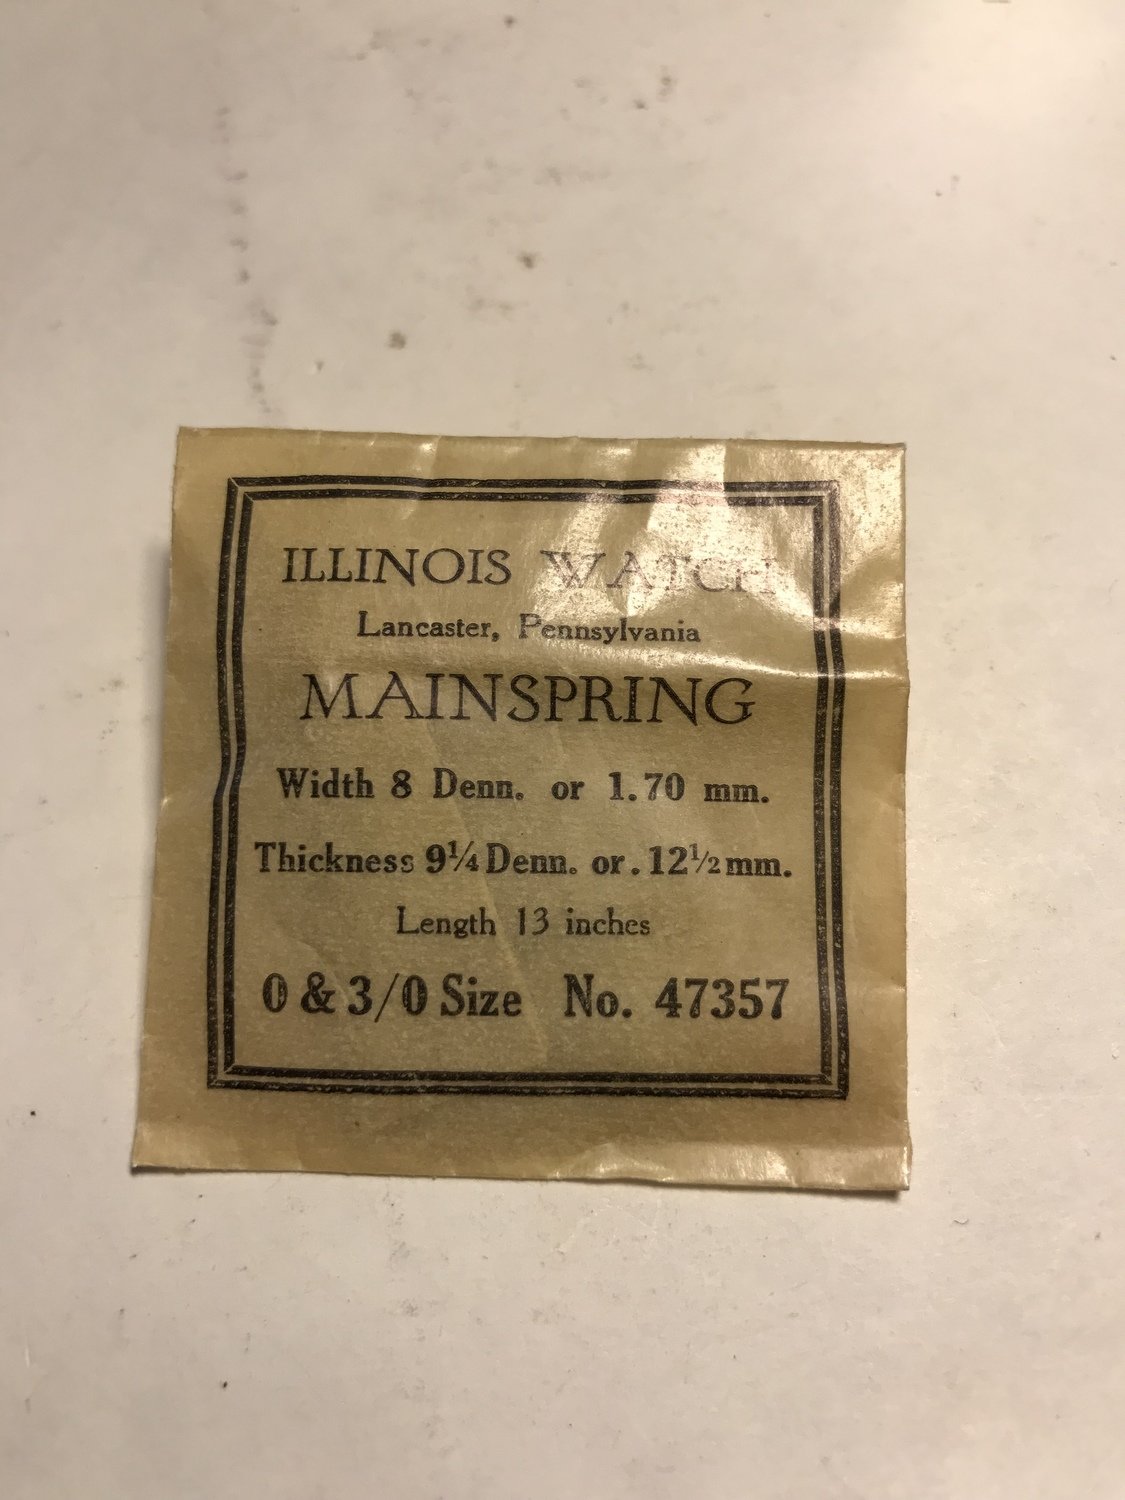 ILLINOIS WATCH
Lancaster, Pennsylvania
MAINSPRING
Width 8 Denn. or 1.70 mm.
Thickness 9¼ Denn. or .12½ mm.
Length 13 inches
0 & 3/0 Size No. 47357